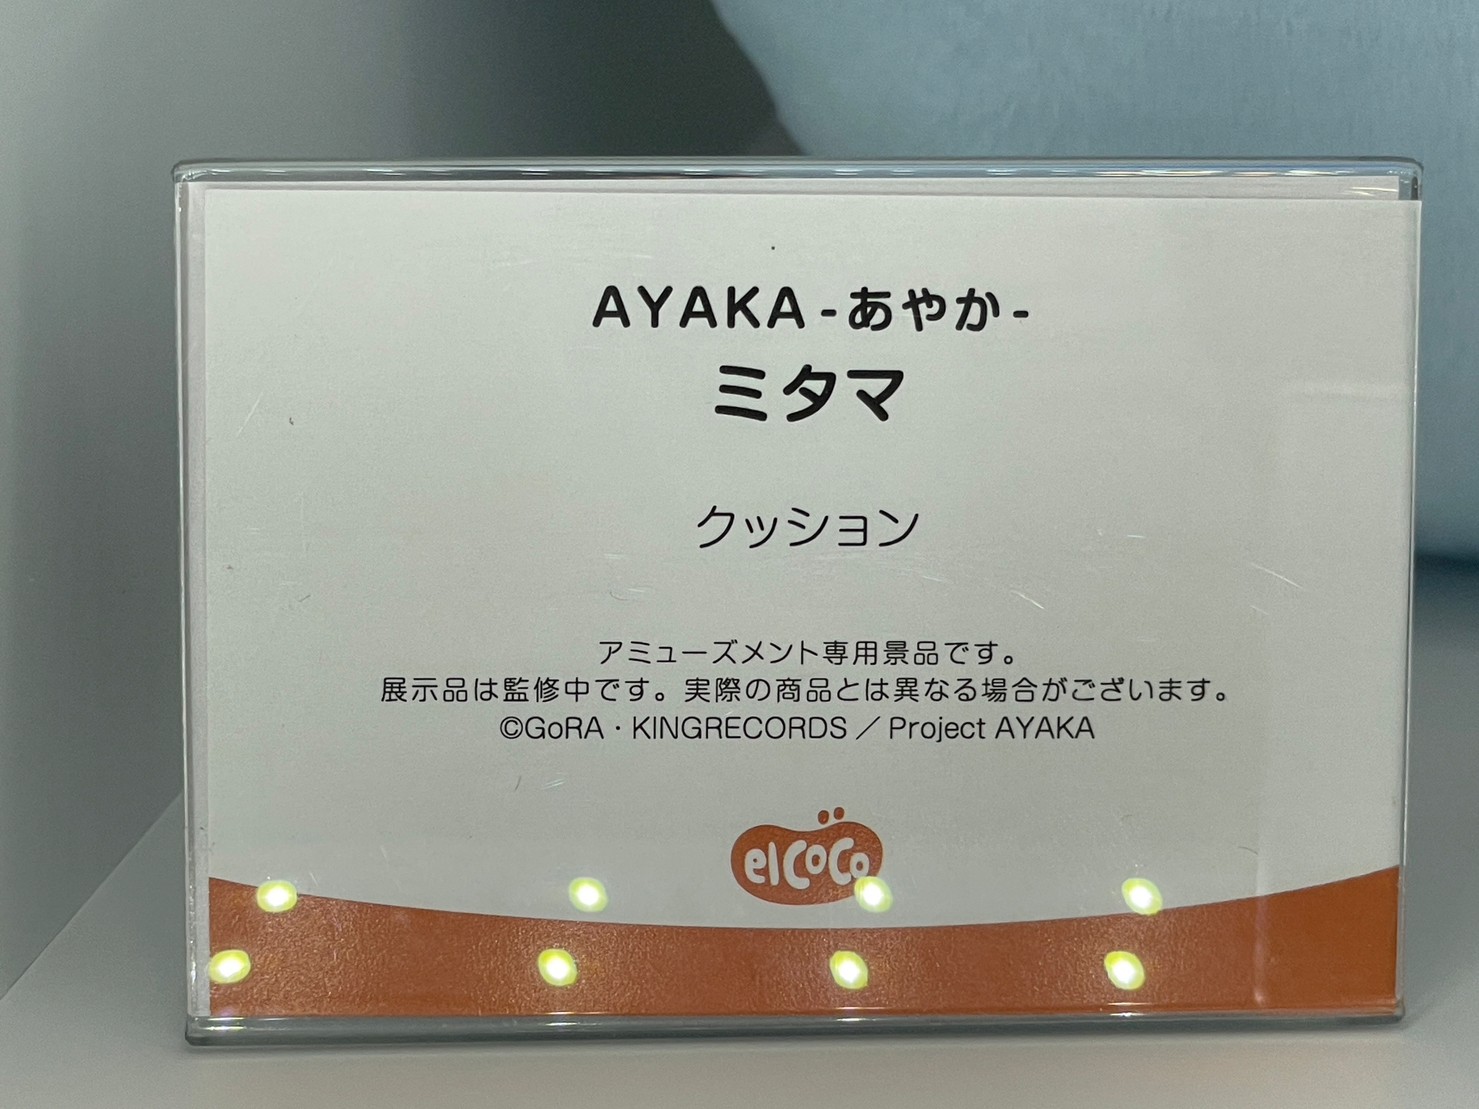 AYAKA-あやか-
ミタマ
クッション
アミューズメント専用景品です。
展示品は監修中です。実際の商品とは異なる場合がございます。
©GoRA・KINGRECORDS／Project AYAKA
elcoco